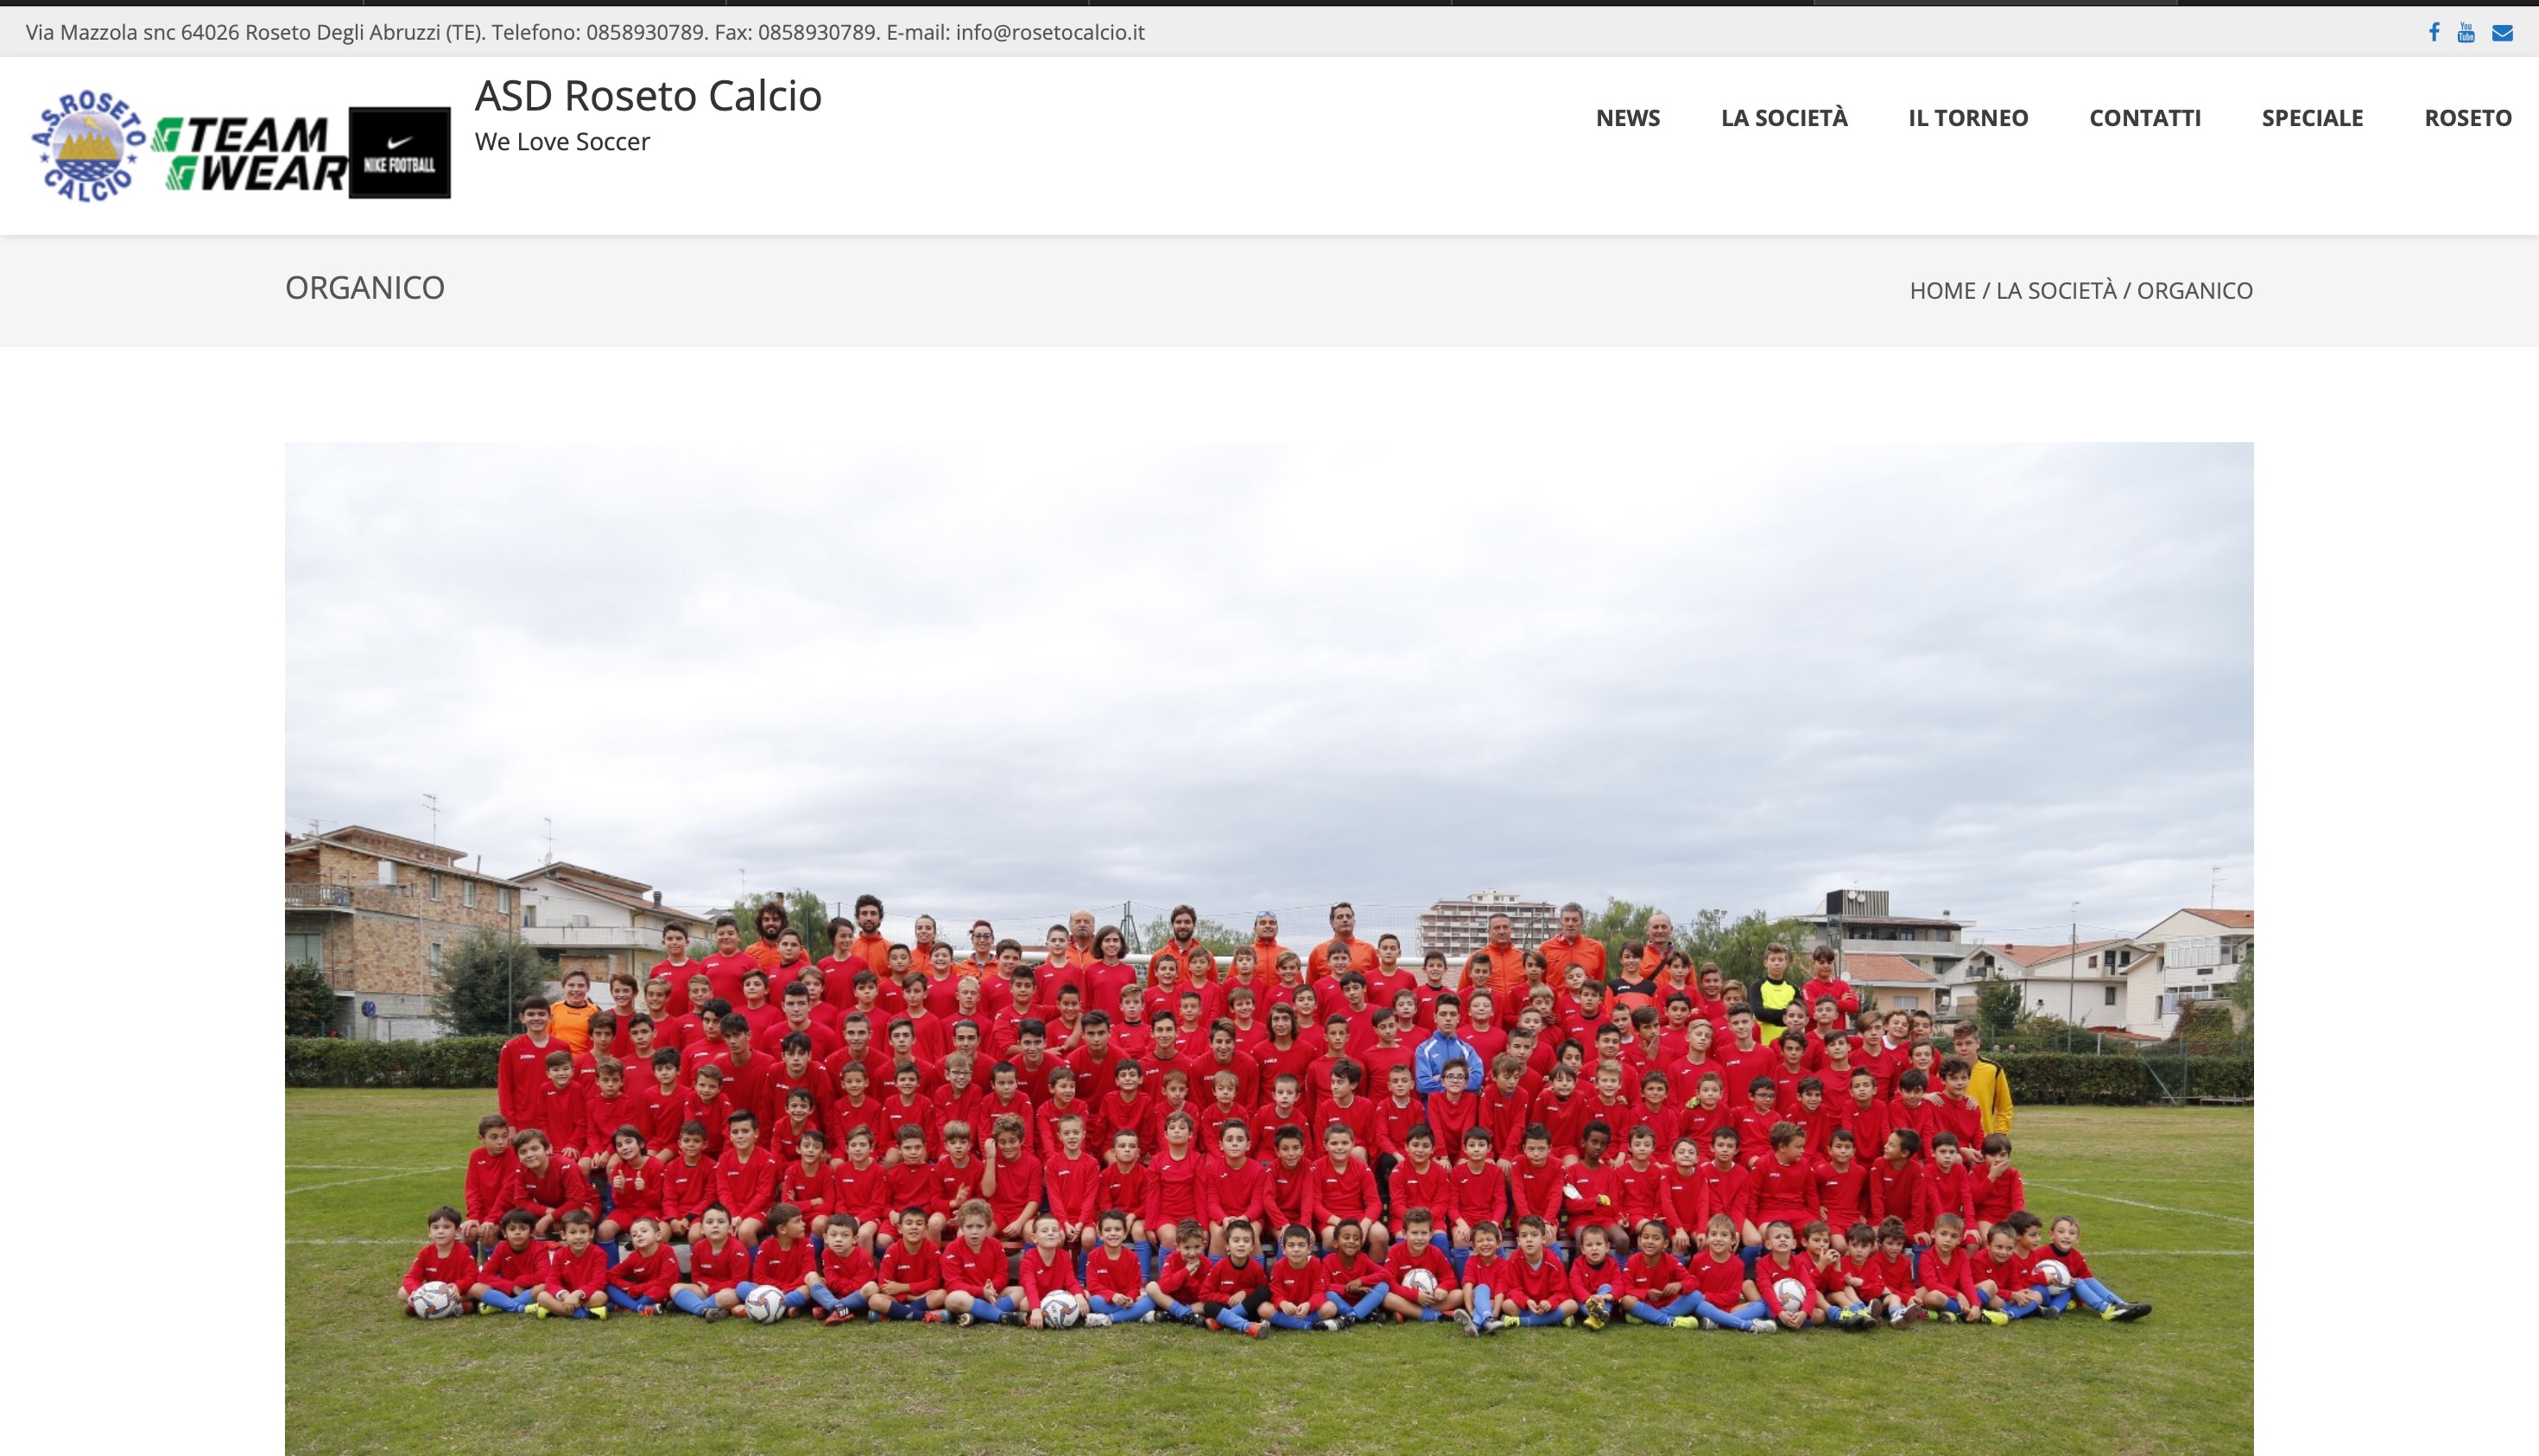 Via Mazzola snc 64026 Roseto Degli Abruzzi (TE). Telefono: 0858930789. Fax: 0858930789. E-mail: info@rosetocalcio.it
You
Tube
A.S. ROSETO
CALCIO
TEAM
WEAR
NIKE FOOTBALL
ASD Roseto Calcio
We Love Soccer
NEWS LA SOCIETÀ IL TORNEO CONTATTI SPECIALE ROSETO
ORGANICO
HOME / LA SOCIETÀ / ORGANICO